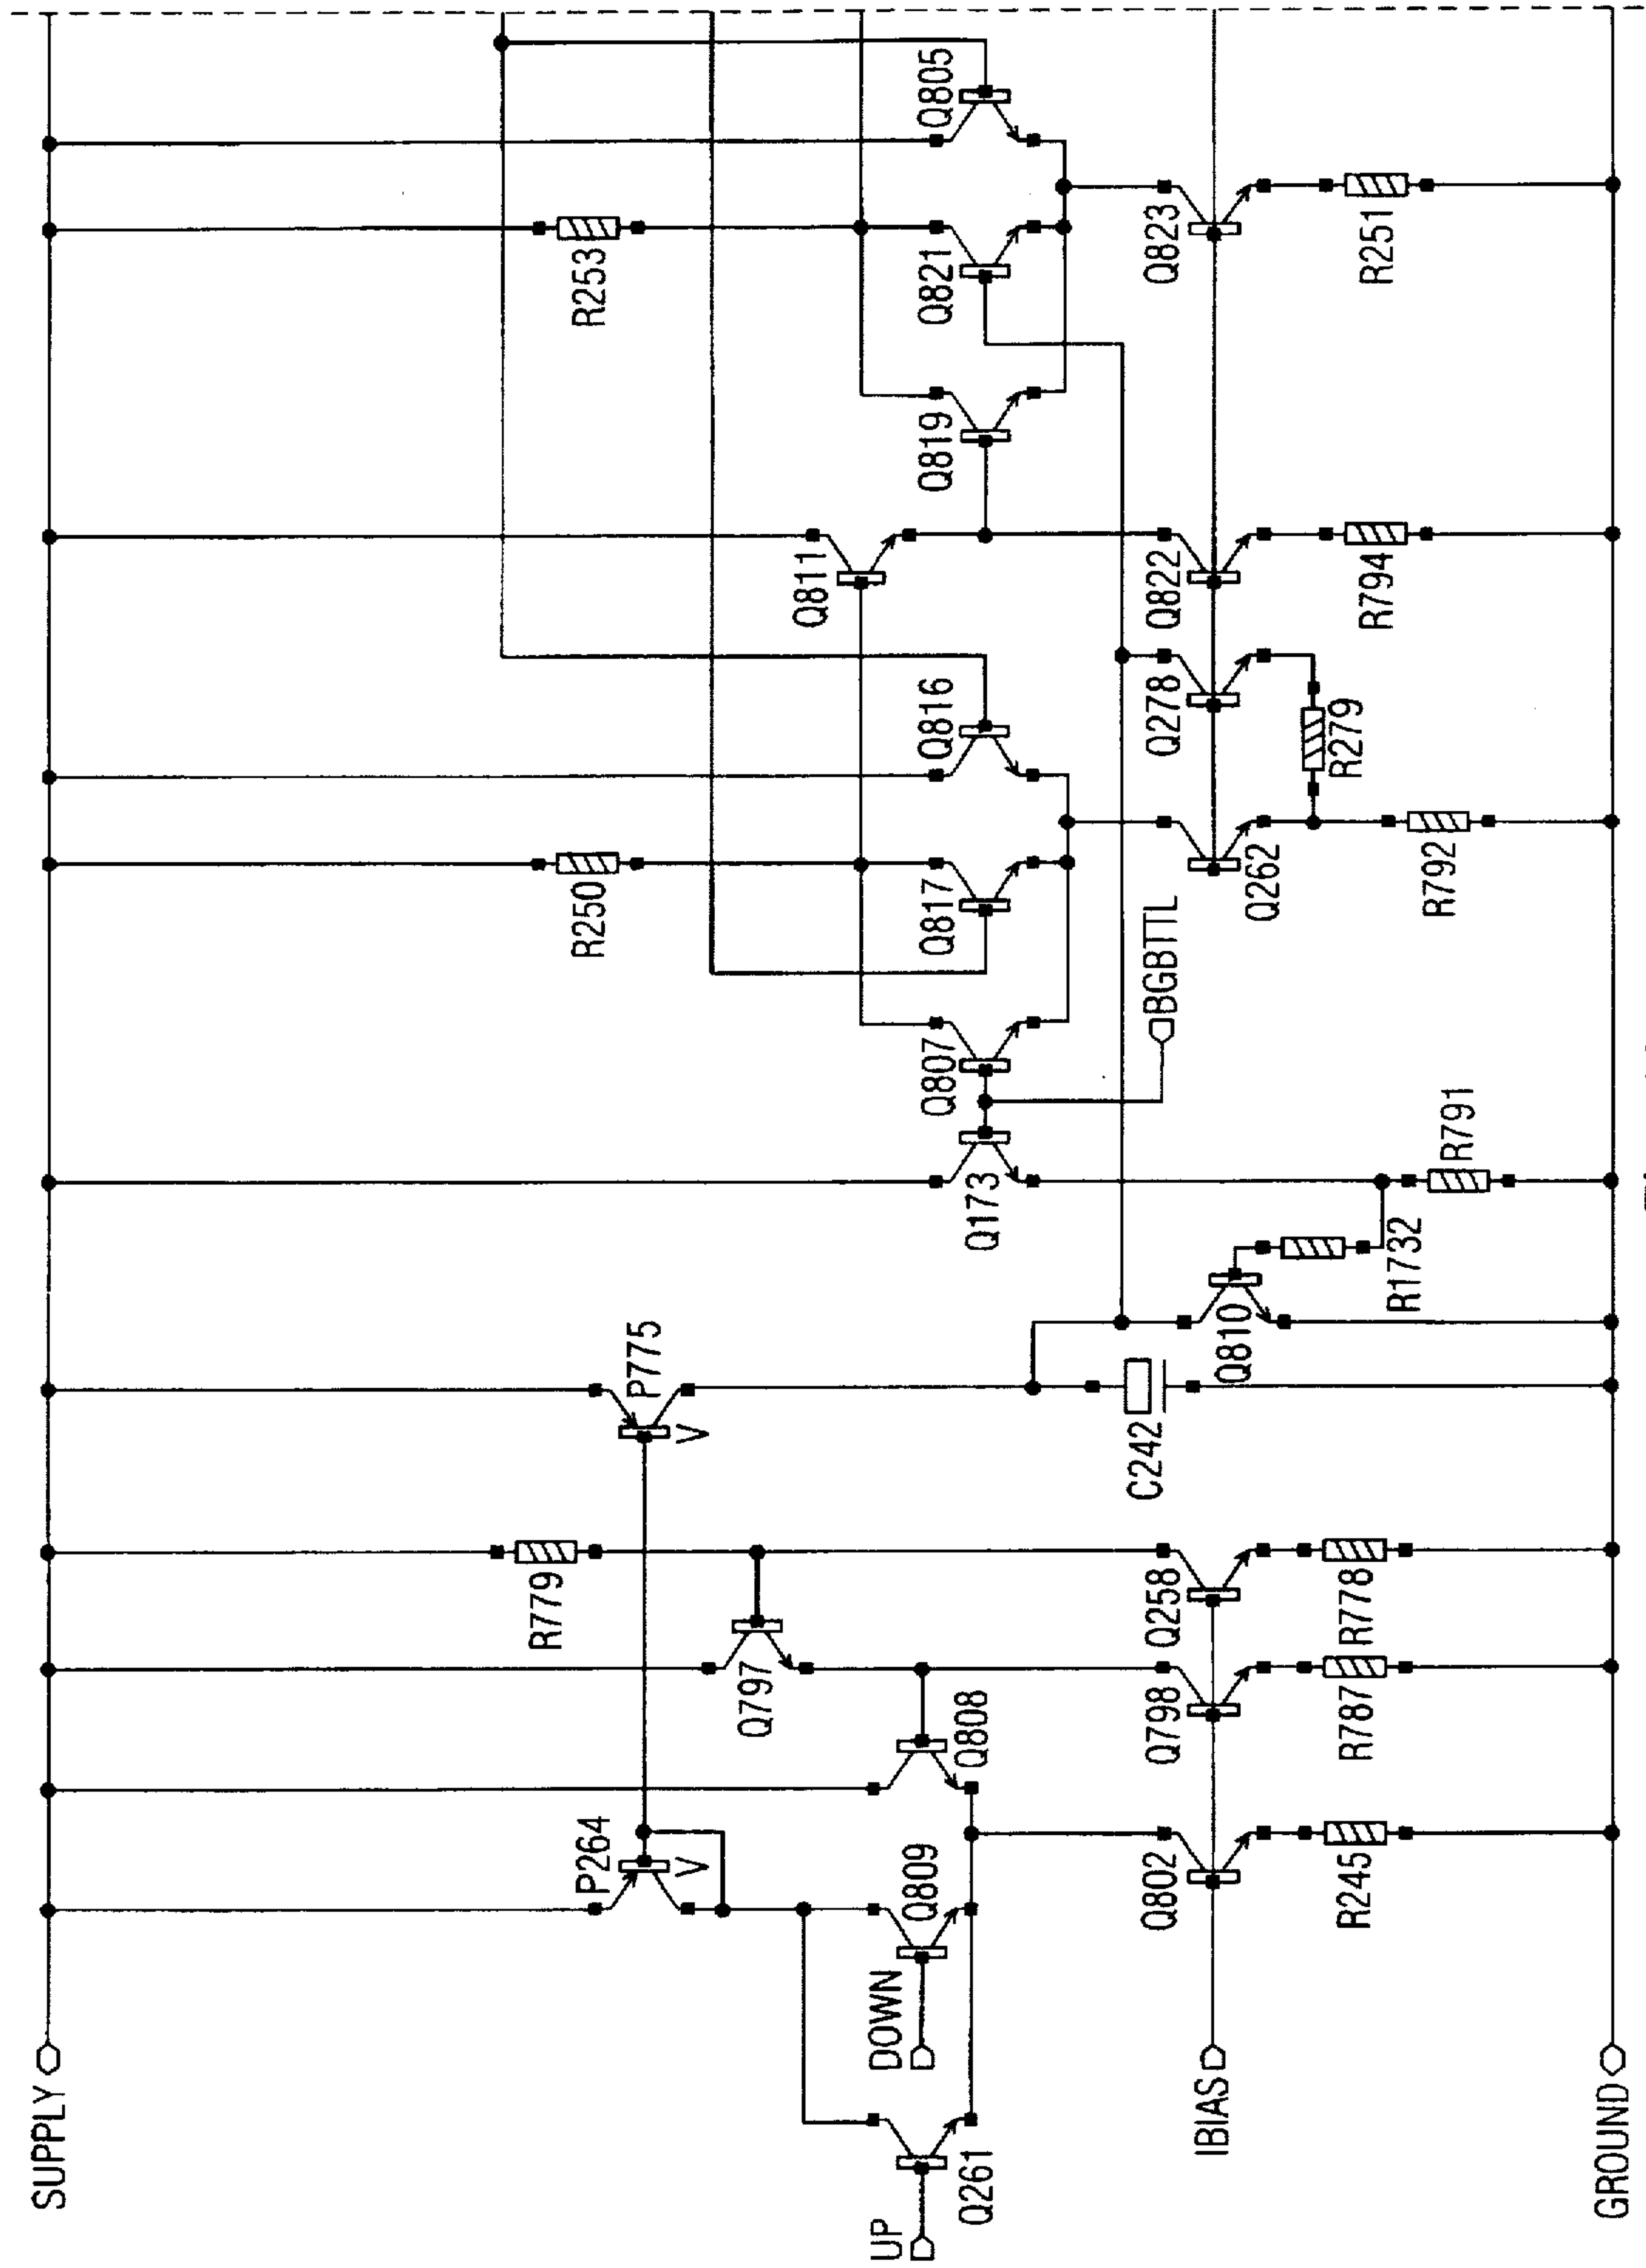 SUPPLY
UP
Q261
DOWN
Q809
P264
Q808
Q797
R779
P775
IBIAS
Q802
R245
Q798
R787
Q258
R778
C242
Q810
R1732
R791
Q173
Q807
BGBTTL
Q817
R250
Q816
Q262
R792
Q278
R279
Q811
Q822
R794
Q819
Q821
R253
Q805
Q823
R251
GROUND